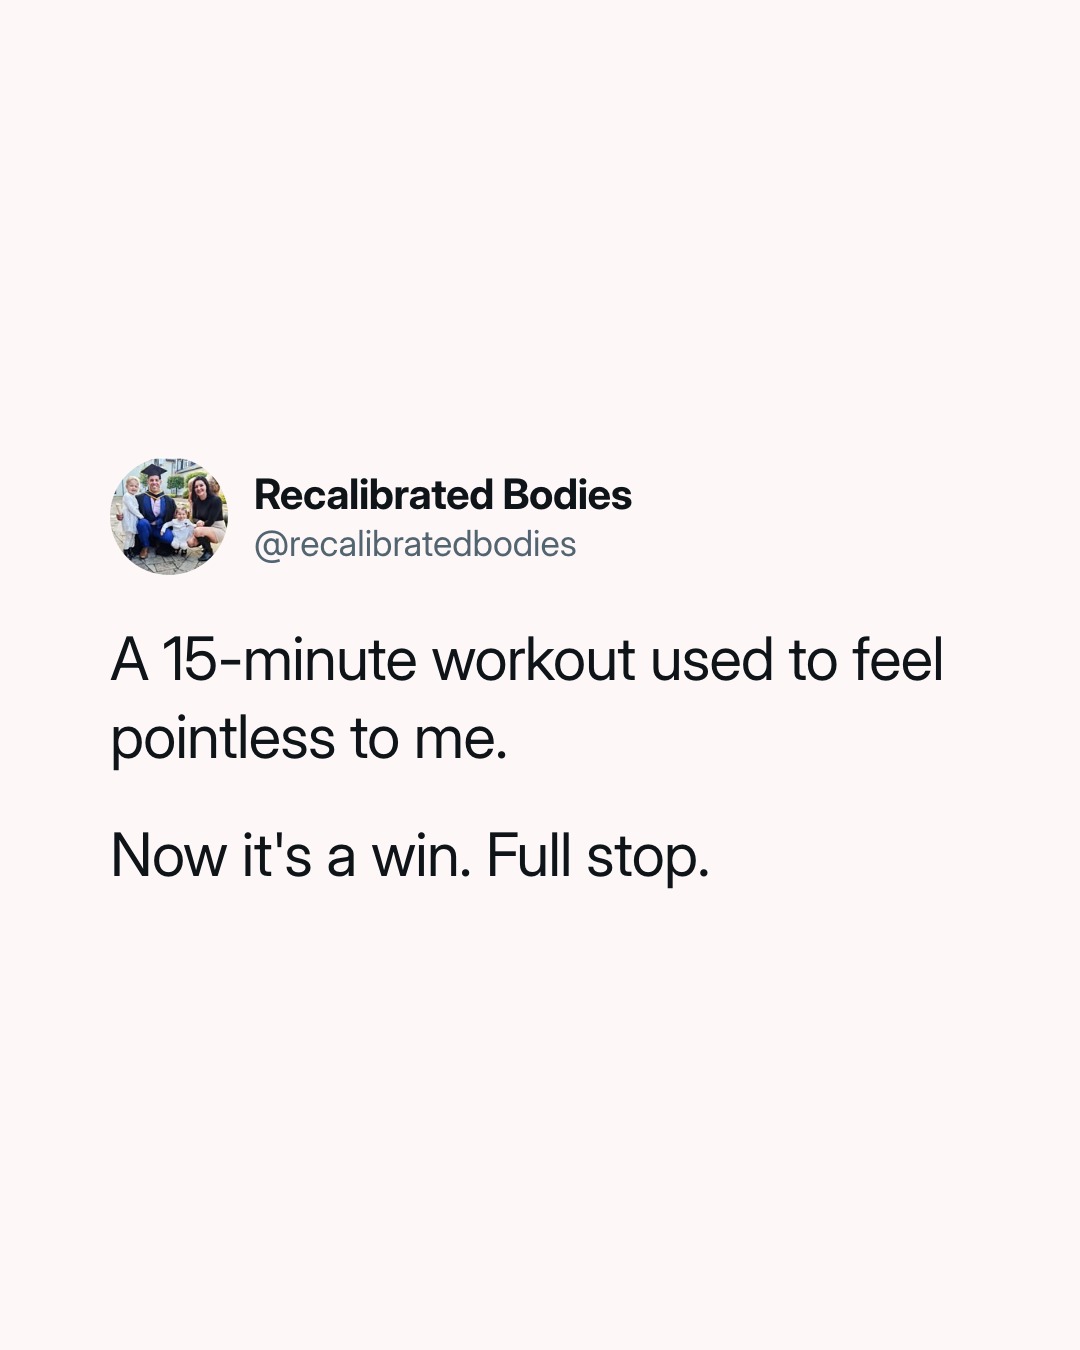 Recalibrated Bodies
@recalibratedbodies
A 15-minute workout used to feel
pointless to me.
Now it's a win. Full stop.